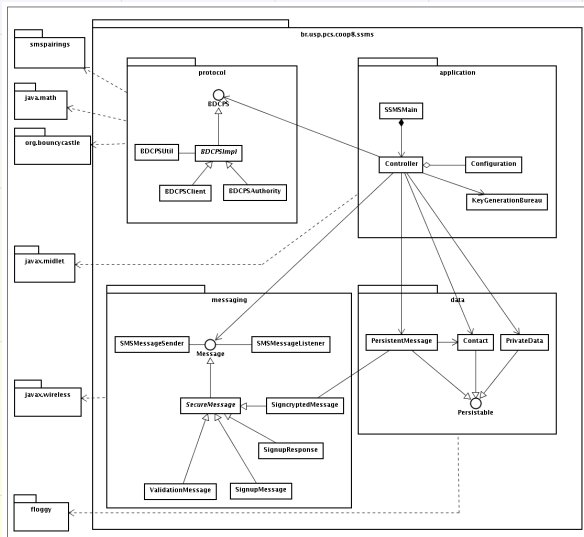 br.usp.pcs.coop8.ssms
smspairings
java.math
org.bouncycastle
javax.midlet
javax.wireless
floggy
protocol
BDCPS
BDCPSUtil
BDCPSImpl
BDCPSClient
BDCPSAuthority
application
SSMSMain
Controller
Configuration
KeyGenerationBureau
messaging
SMSMessageSender
SMSMessageListener
Message
SecureMessage
SigncryptedMessage
SignupResponse
ValidationMessage
SignupMessage
data
PersistentMessage
Contact
PrivateData
Persistable